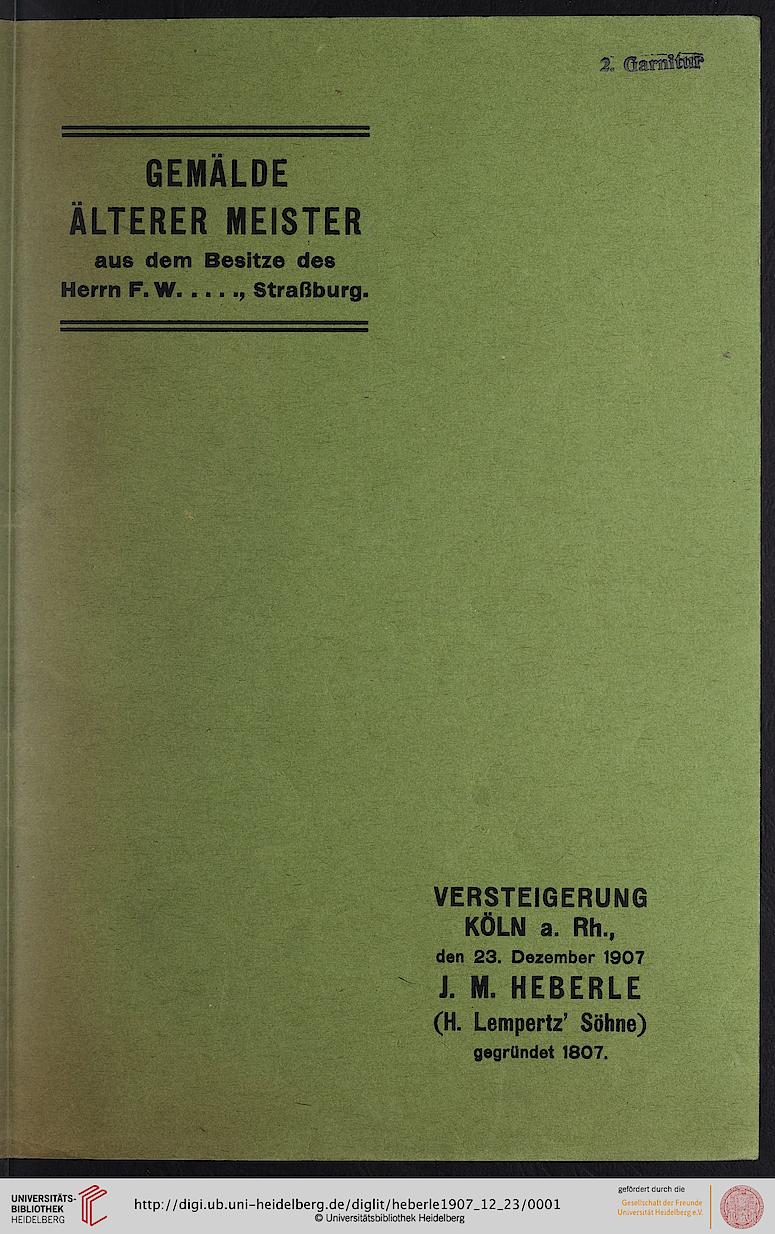 2. Garnitur
GEMÄLDE
ÄLTERER MEISTER
aus dem Besitze des
Herrn F. W. . . . ., Straßburg.
VERSTEIGERUNG
KÖLN a. Rh.,
den 23. Dezember 1907
J. M. HEBERLE
(H. Lempertz' Söhne)
gegründet 1807.
UNIVERSITÄTS-
BIBLIOTHEK
HEIDELBERG
http://digi.ub.uni-heidelberg.de/diglit/heberle1907_12_23/0001
© Universitätsbibliothek Heidelberg
gefördert durch die
Gesellschaft der Freunde
Universität Heidelberg e.V.